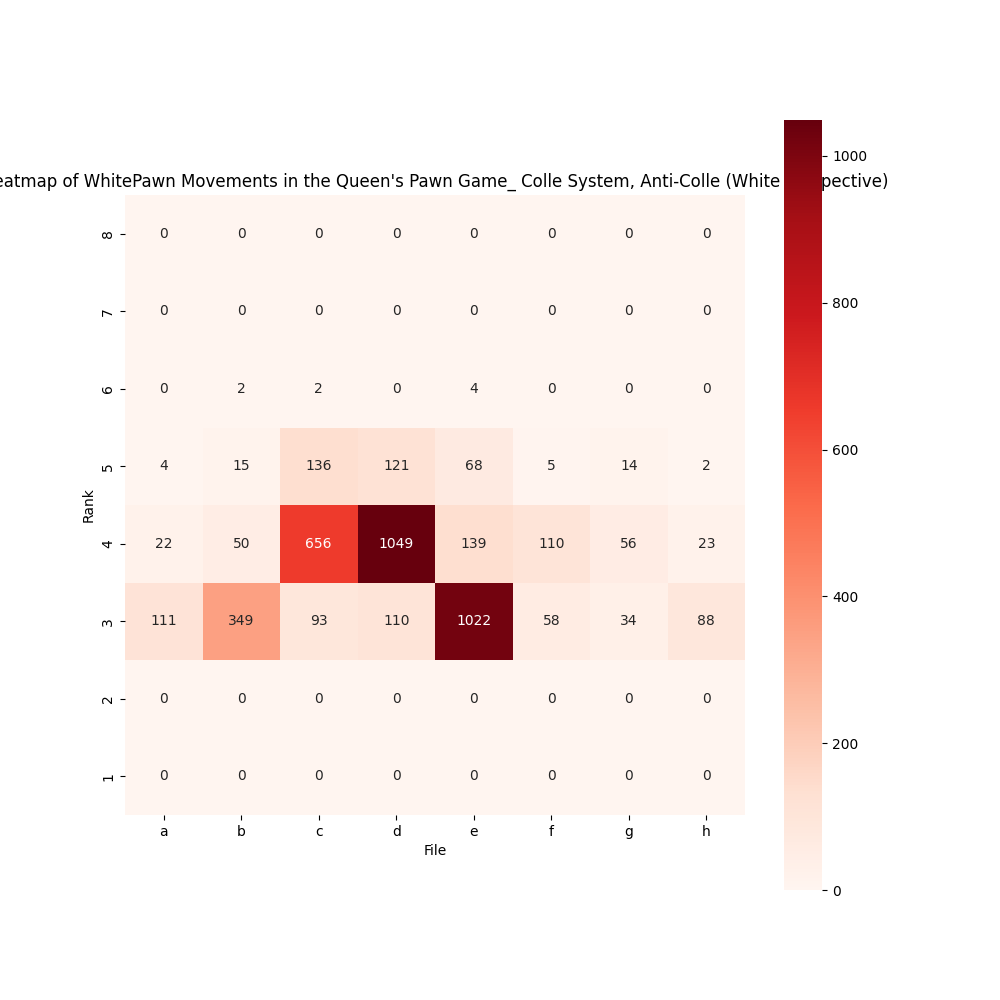 eatmap of WhitePawn Movements in the Queen's Pawn Game_ Colle System, Anti-Colle (White pective)
8 0 0 0 0 0 0 0 0
7 0 0 0 0 0 0 0 0
6 0 2 2 0 4 0 0 0
5 4 15 136 121 68 5 14 2
4 22 50 656 1049 139 110 56 23
3 111 349 93 110 1022 58 34 88
2 0 0 0 0 0 0 0 0
1 0 0 0 0 0 0 0 0
a b c d e f g h
File
Rank
1000
800
600
400
200
0